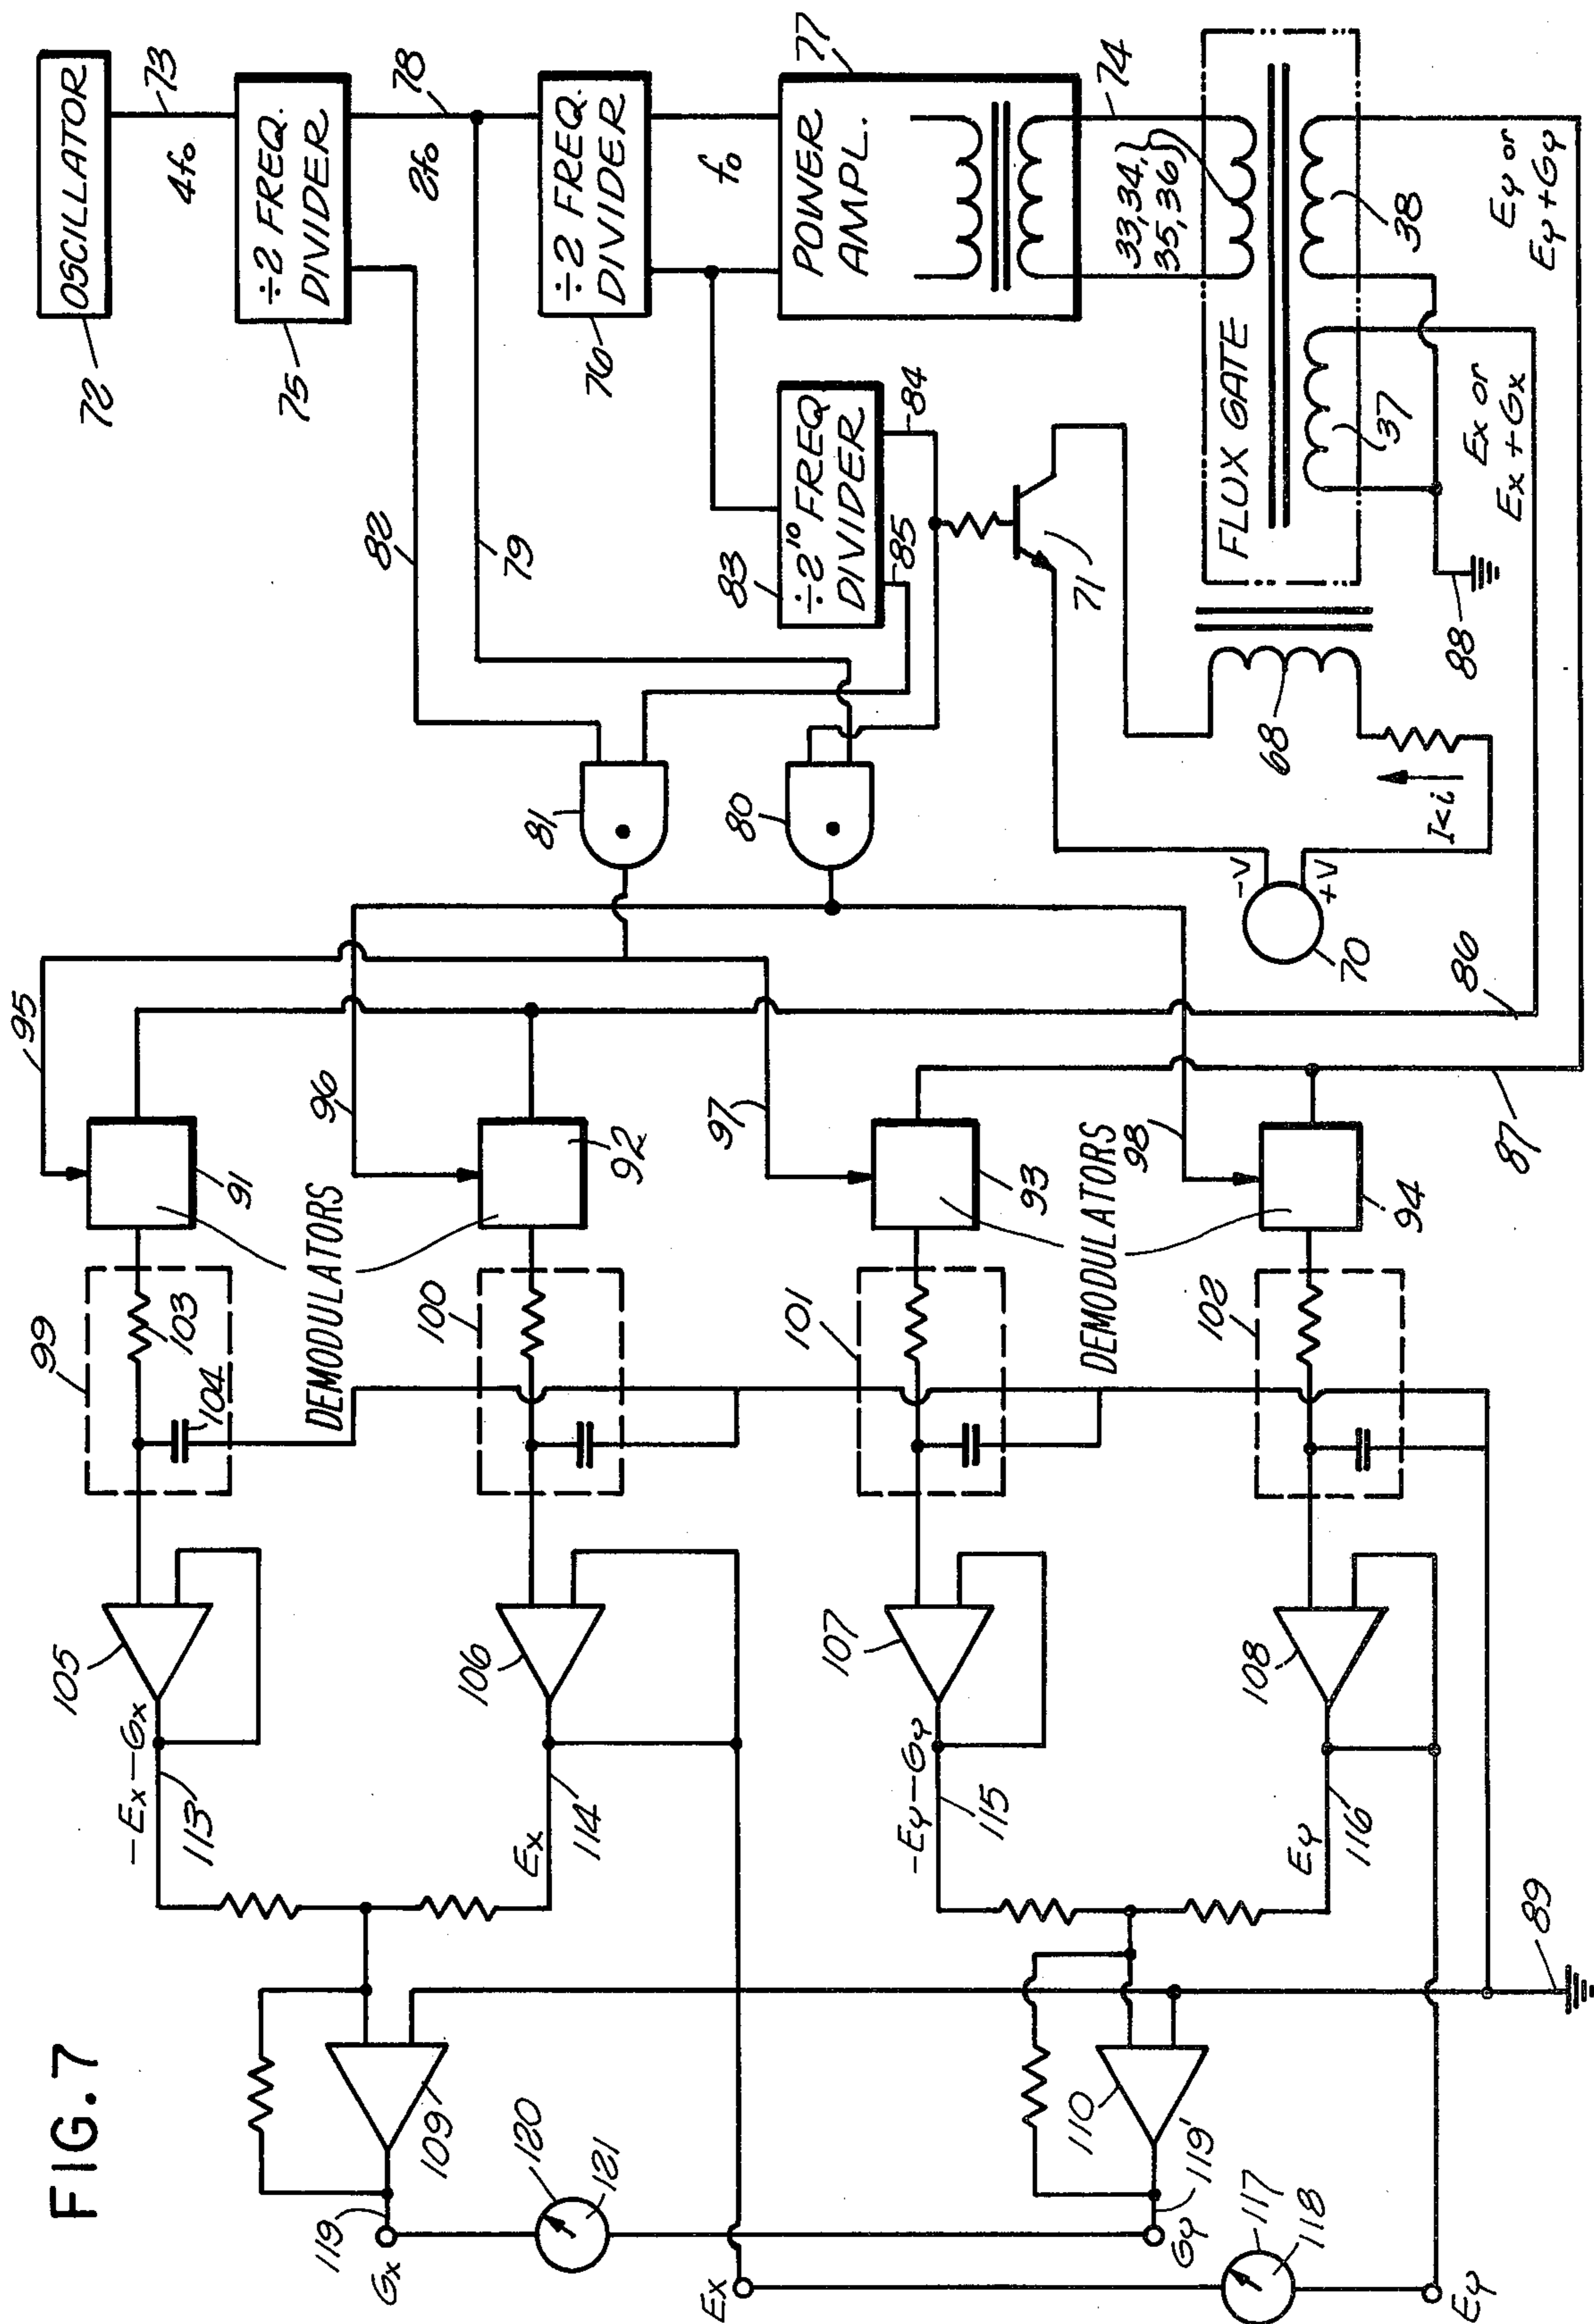 FIG. 7
OSCILLATOR
72
73
4f₀
÷2 FREQ.
DIVIDER
75
78
2f₀
82
79
÷2 FREQ.
DIVIDER
76
f₀
77
POWER
AMPL.
74
83
÷2¹⁰ FREQ
DIVIDER
84
85
33,34,
35,36
FLUX GATE
37
38
Ex or
Ex + Gx
Ey or
Ey + Gy
88
71
68
Ki
70
-V
+V
81
80
86
87
95
96
97
98
91
92
93
94
DEMODULATORS
DEMODULATORS
99
100
101
102
103
104
105
106
107
108
-Ex-Gx
113
Ex
114
-Ey-Gy
115
Ey
116
89
109
110
119
119'
120
121
117
118
Gx
Gy
Ex
Ey